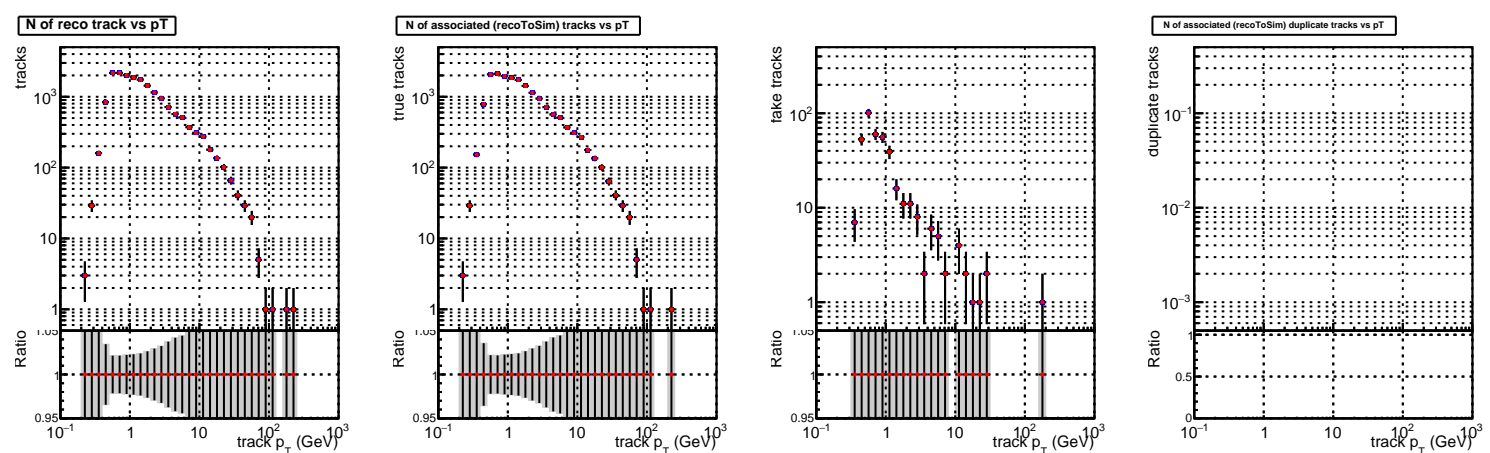 N of reco track vs pT
tracks
10³
10²
10
1
Ratio
1.05
1
0.95
10⁻¹ 1 10 10² 10³
track p_T (GeV)
N of associated (recoToSim) tracks vs pT
true tracks
10³
10²
10
1
Ratio
1.05
1
0.95
10⁻¹ 1 10 10² 10³
track p_T (GeV)
fake tracks
10²
10
1
Ratio
1.05
1
0.95
10⁻¹ 1 10 10² 10³
track p_T (GeV)
N of associated (recoToSim) duplicate tracks vs pT
duplicate tracks
10⁻¹
10⁻²
10⁻³
Ratio
1
0.5
0
10⁻¹ 1 10 10² 10³
track p_T (GeV)